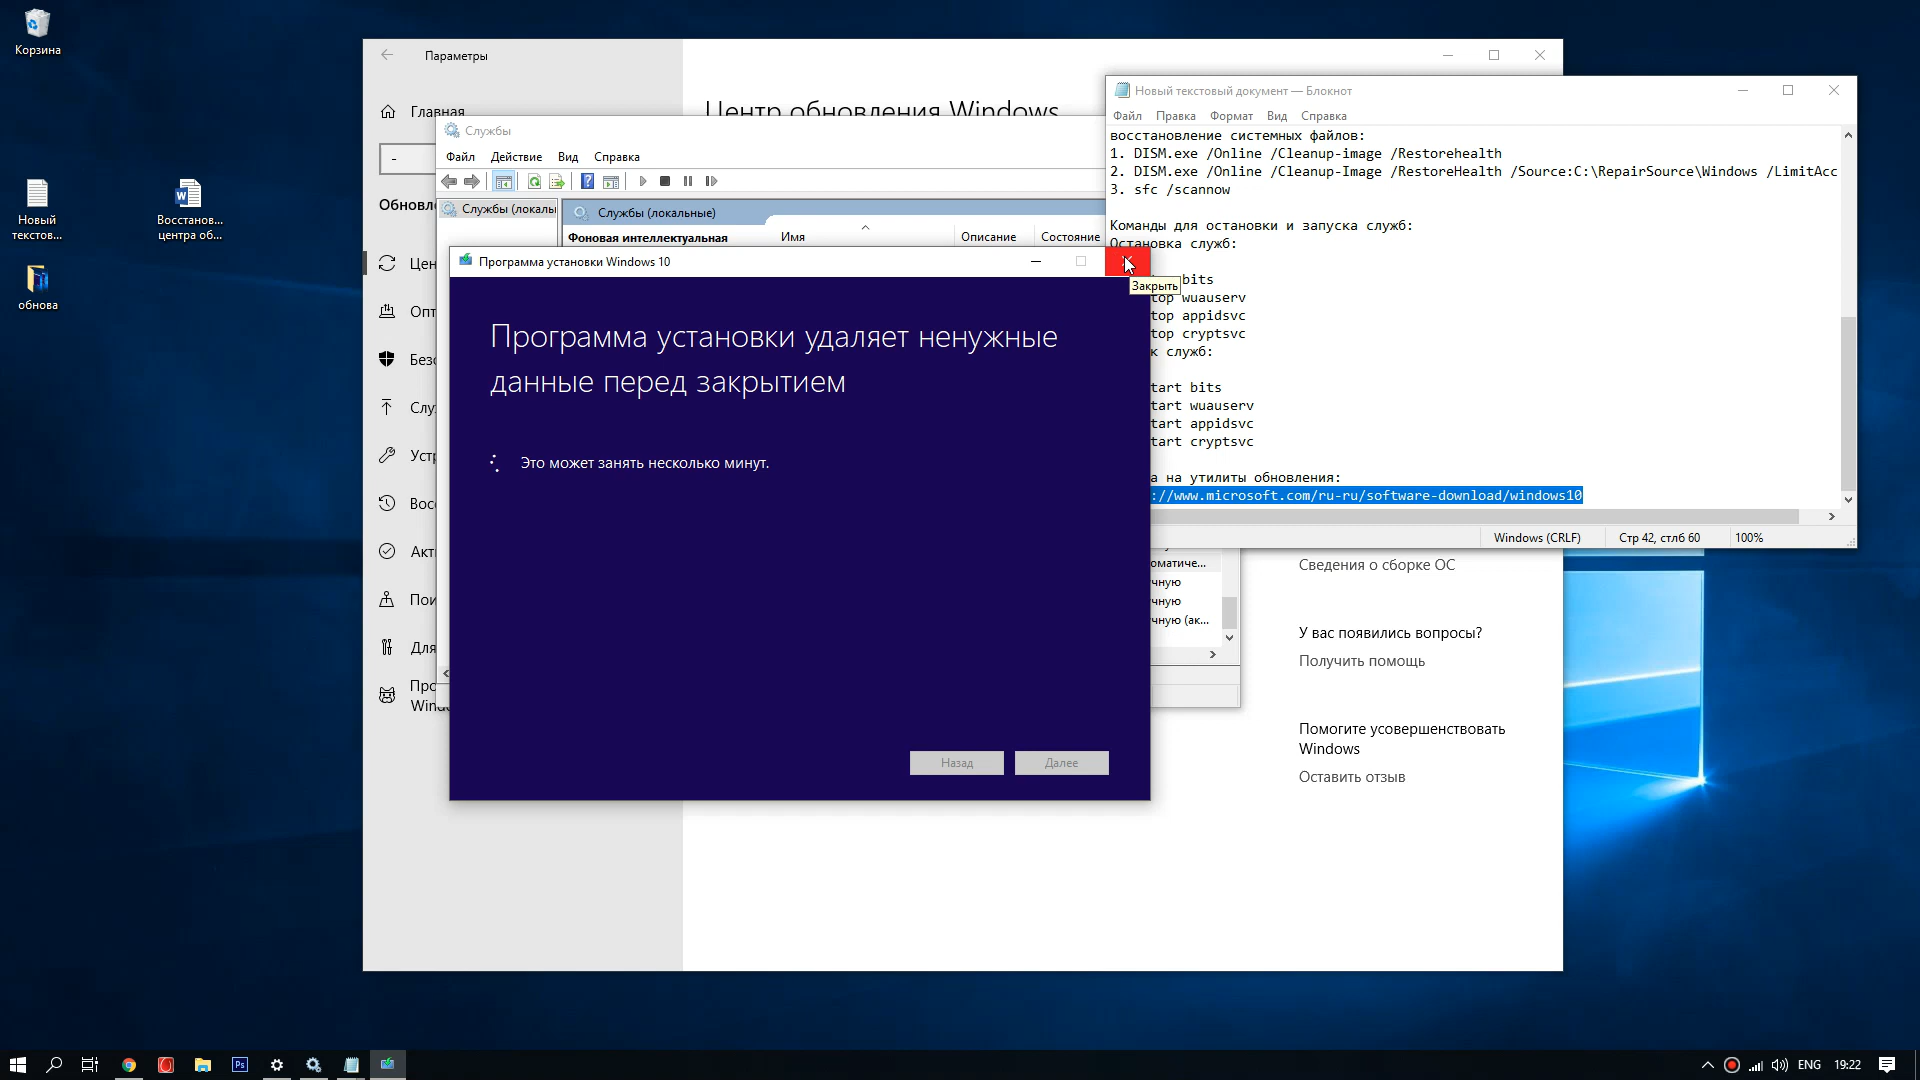 Корзина
Новый
текстов...
Восстанов...
центра об...
обнова
Параметры
Главная
-
Центр обновления Windows
Службы
Файл Действие Вид Справка
Службы (локальные)
Фоновая интеллектуальная
Имя Описание Состояние
Новый текстовый документ — Блокнот
Файл Правка Формат Вид Справка
восстановление системных файлов:
1. DISM.exe /Online /Cleanup-image /Restorehealth
2. DISM.exe /Online /Cleanup-Image /RestoreHealth /Source:C:\RepairSource\Windows /LimitAcc
3. sfc /scannow
Команды для остановки и запуска служб:
Остановка служб:
bits
top wuauserv
top appidsvc
top cryptsvc
к служб:
tart bits
tart wuauserv
tart appidsvc
tart cryptsvc
а на утилиты обновления:
://www.microsoft.com/ru-ru/software-download/windows10
Windows (CRLF) Стр 42, стлб 60 100%
Программа установки Windows 10
Закрыть
Программа установки удаляет ненужные
данные перед закрытием
Это может занять несколько минут.
Назад Далее
оматиче...
чную
чную
чную (ак...
Сведения о сборке ОС
У вас появились вопросы?
Получить помощь
Помогите усовершенствовать
Windows
Оставить отзыв
Ps
ENG 19:22